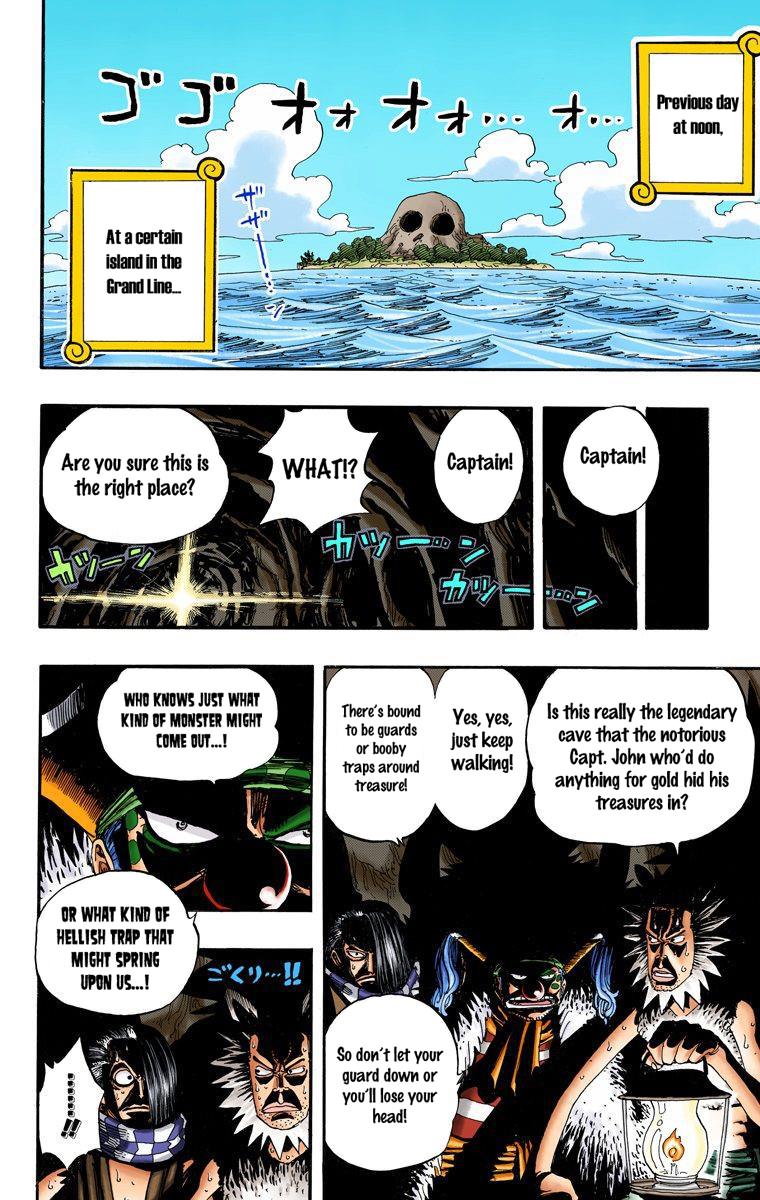 Previous day
at noon,
ゴゴォォオォ…ォ…
At a certain
island in the
Grand Line...
ザザー…ン
Captain!
Captain!
WHAT!?
Are you sure this is
the right place?
カツー…ン
カツー…ン
カツーン
Is this really the legendary
cave that the notorious
Capt. John who'd do
anything for gold hid his
treasures in?
Yes, yes,
just keep
walking!
There's bound
to be guards
or booby
traps around
treasure!
So don't let your
guard down or
you'll lose your
head!
WHO KNOWS JUST WHAT
KIND OF MONSTER MIGHT
COME OUT...!
OR WHAT KIND OF
HELLISH TRAP THAT
MIGHT SPRING
UPON US...!
ごくり…!!
…………!!